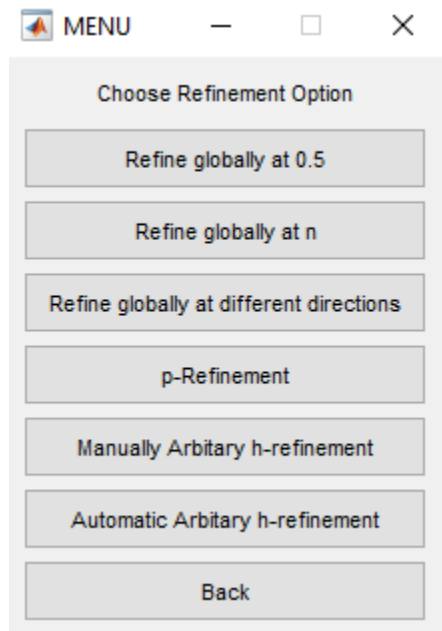 MENU
Choose Refinement Option
Refine globally at 0.5
Refine globally at n
Refine globally at different directions
p-Refinement
Manually Arbitary h-refinement
Automatic Arbitary h-refinement
Back